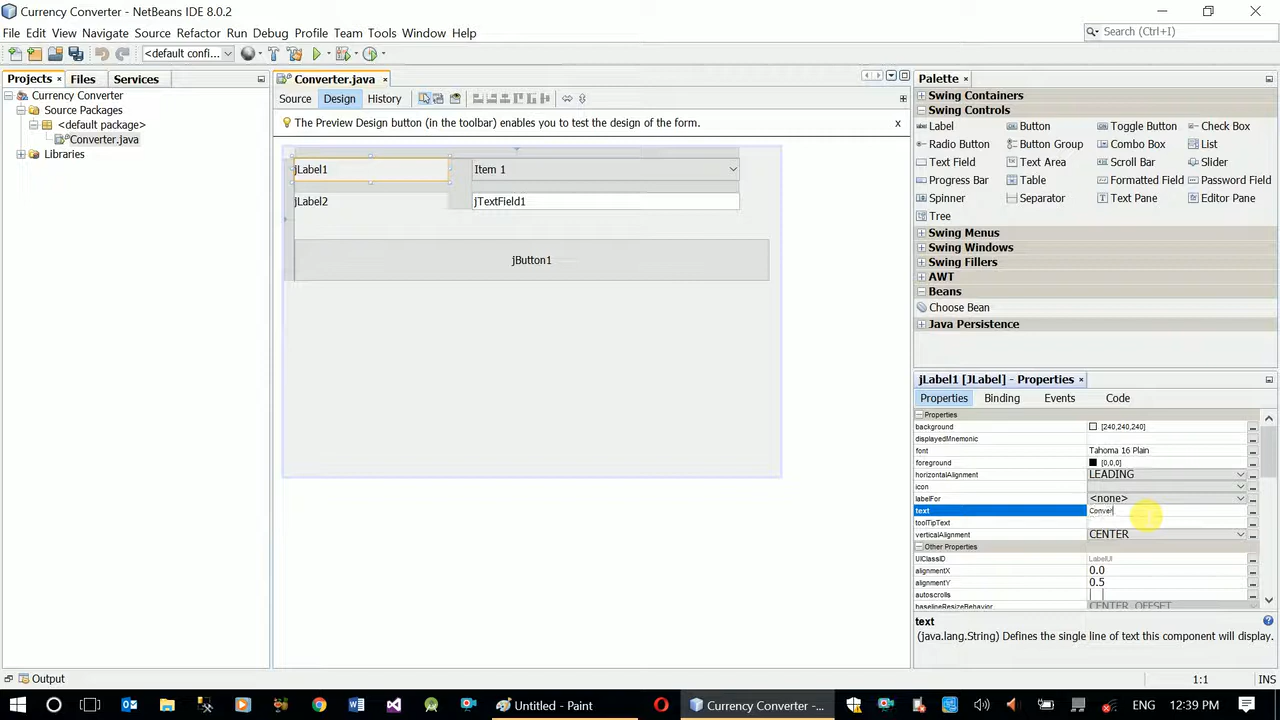 Currency Converter - NetBeans IDE 8.0.2
File Edit View Navigate Source Refactor Run Debug Profile Team Tools Window Help
Search (Ctrl+I)
<default confi...
Projects Files Services
Currency Converter
Source Packages
<default package>
Converter.java
Libraries
Converter.java
Source Design History
The Preview Design button (in the toolbar) enables you to test the design of the form. x
jLabel1 Item 1
jLabel2 jTextField1
jButton1
Palette
Swing Containers
Swing Controls
Label Button Toggle Button Check Box
Radio Button Button Group Combo Box List
Text Field Text Area Scroll Bar Slider
Progress Bar Table Formatted Field Password Field
Spinner Separator Text Pane Editor Pane
Tree
Swing Menus
Swing Windows
Swing Fillers
AWT
Beans
Choose Bean
Java Persistence
jLabel1 [JLabel] - Properties
Properties Binding Events Code
Properties
background [240,240,240]
displayedMnemonic
font Tahoma 16 Plain
foreground [0,0,0]
horizontalAlignment LEADING
icon
labelFor <none>
text Conver
toolTipText
verticalAlignment CENTER
Other Properties
UIClassID LabelUI
alignmentX 0.0
alignmentY 0.5
autoscrolls
baselineResizeBehavior CENTER_OFFSET
text
(java.lang.String) Defines the single line of text this component will display.
Output
1:1 INS
Untitled - Paint
Currency Converter -...
12:39 PM